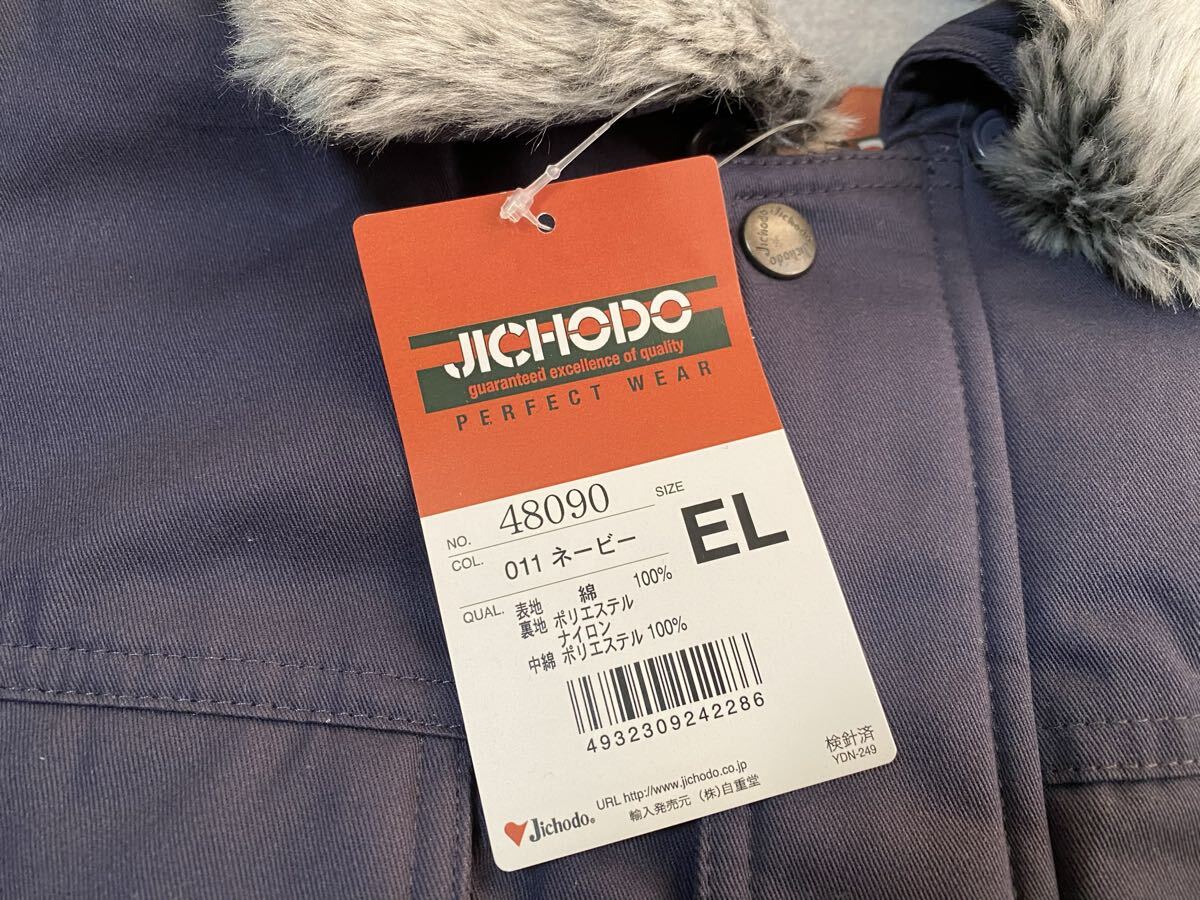 JICHODO
guaranteed excellence of quality
PERFECT WEAR
NO. 48090
SIZE EL
COL. 011 ネービー
QUAL. 表地 綿 100%
裏地 ポリエステル
ナイロン
中綿 ポリエステル 100%
4932309242286
検針済
YDN-249
URL http://www.jichodo.co.jp
輸入発売元 (株)自重堂
Jichodo®
Jichodo Jichodo Jichodo